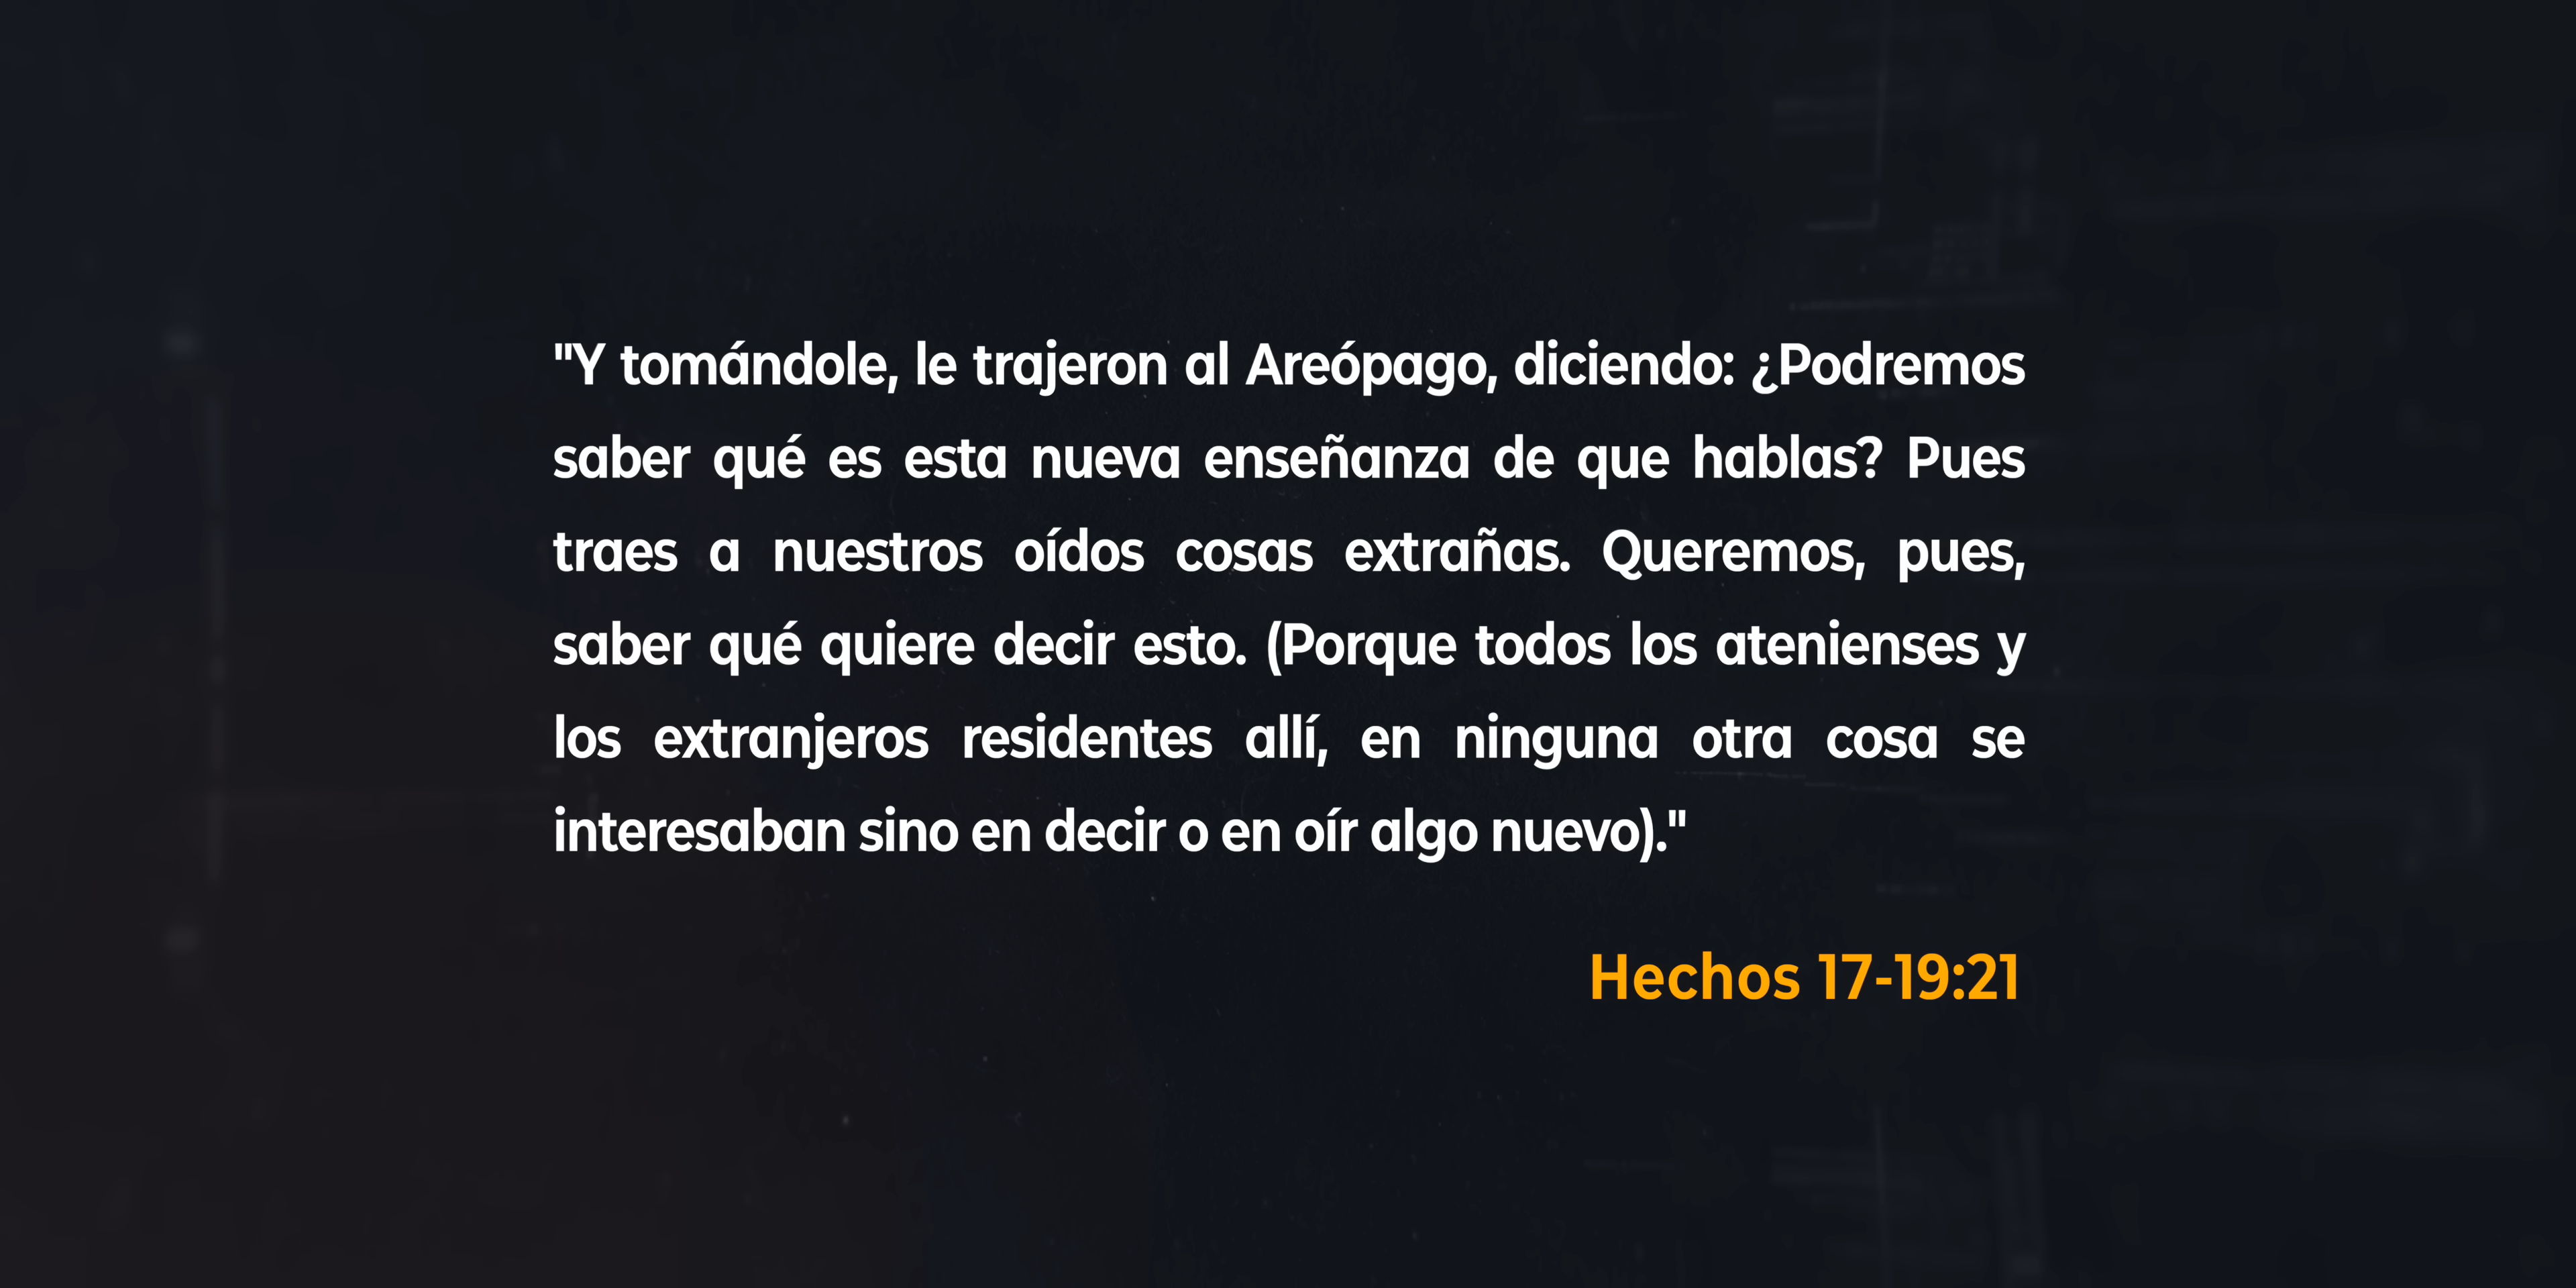 "Y tomándole, le trajeron al Areópago, diciendo: ¿Podremos
saber qué es esta nueva enseñanza de que hablas? Pues
traes a nuestros oídos cosas extrañas. Queremos, pues,
saber qué quiere decir esto. (Porque todos los atenienses y
los extranjeros residentes allí, en ninguna otra cosa se
interesaban sino en decir o en oír algo nuevo)."
Hechos 17-19:21